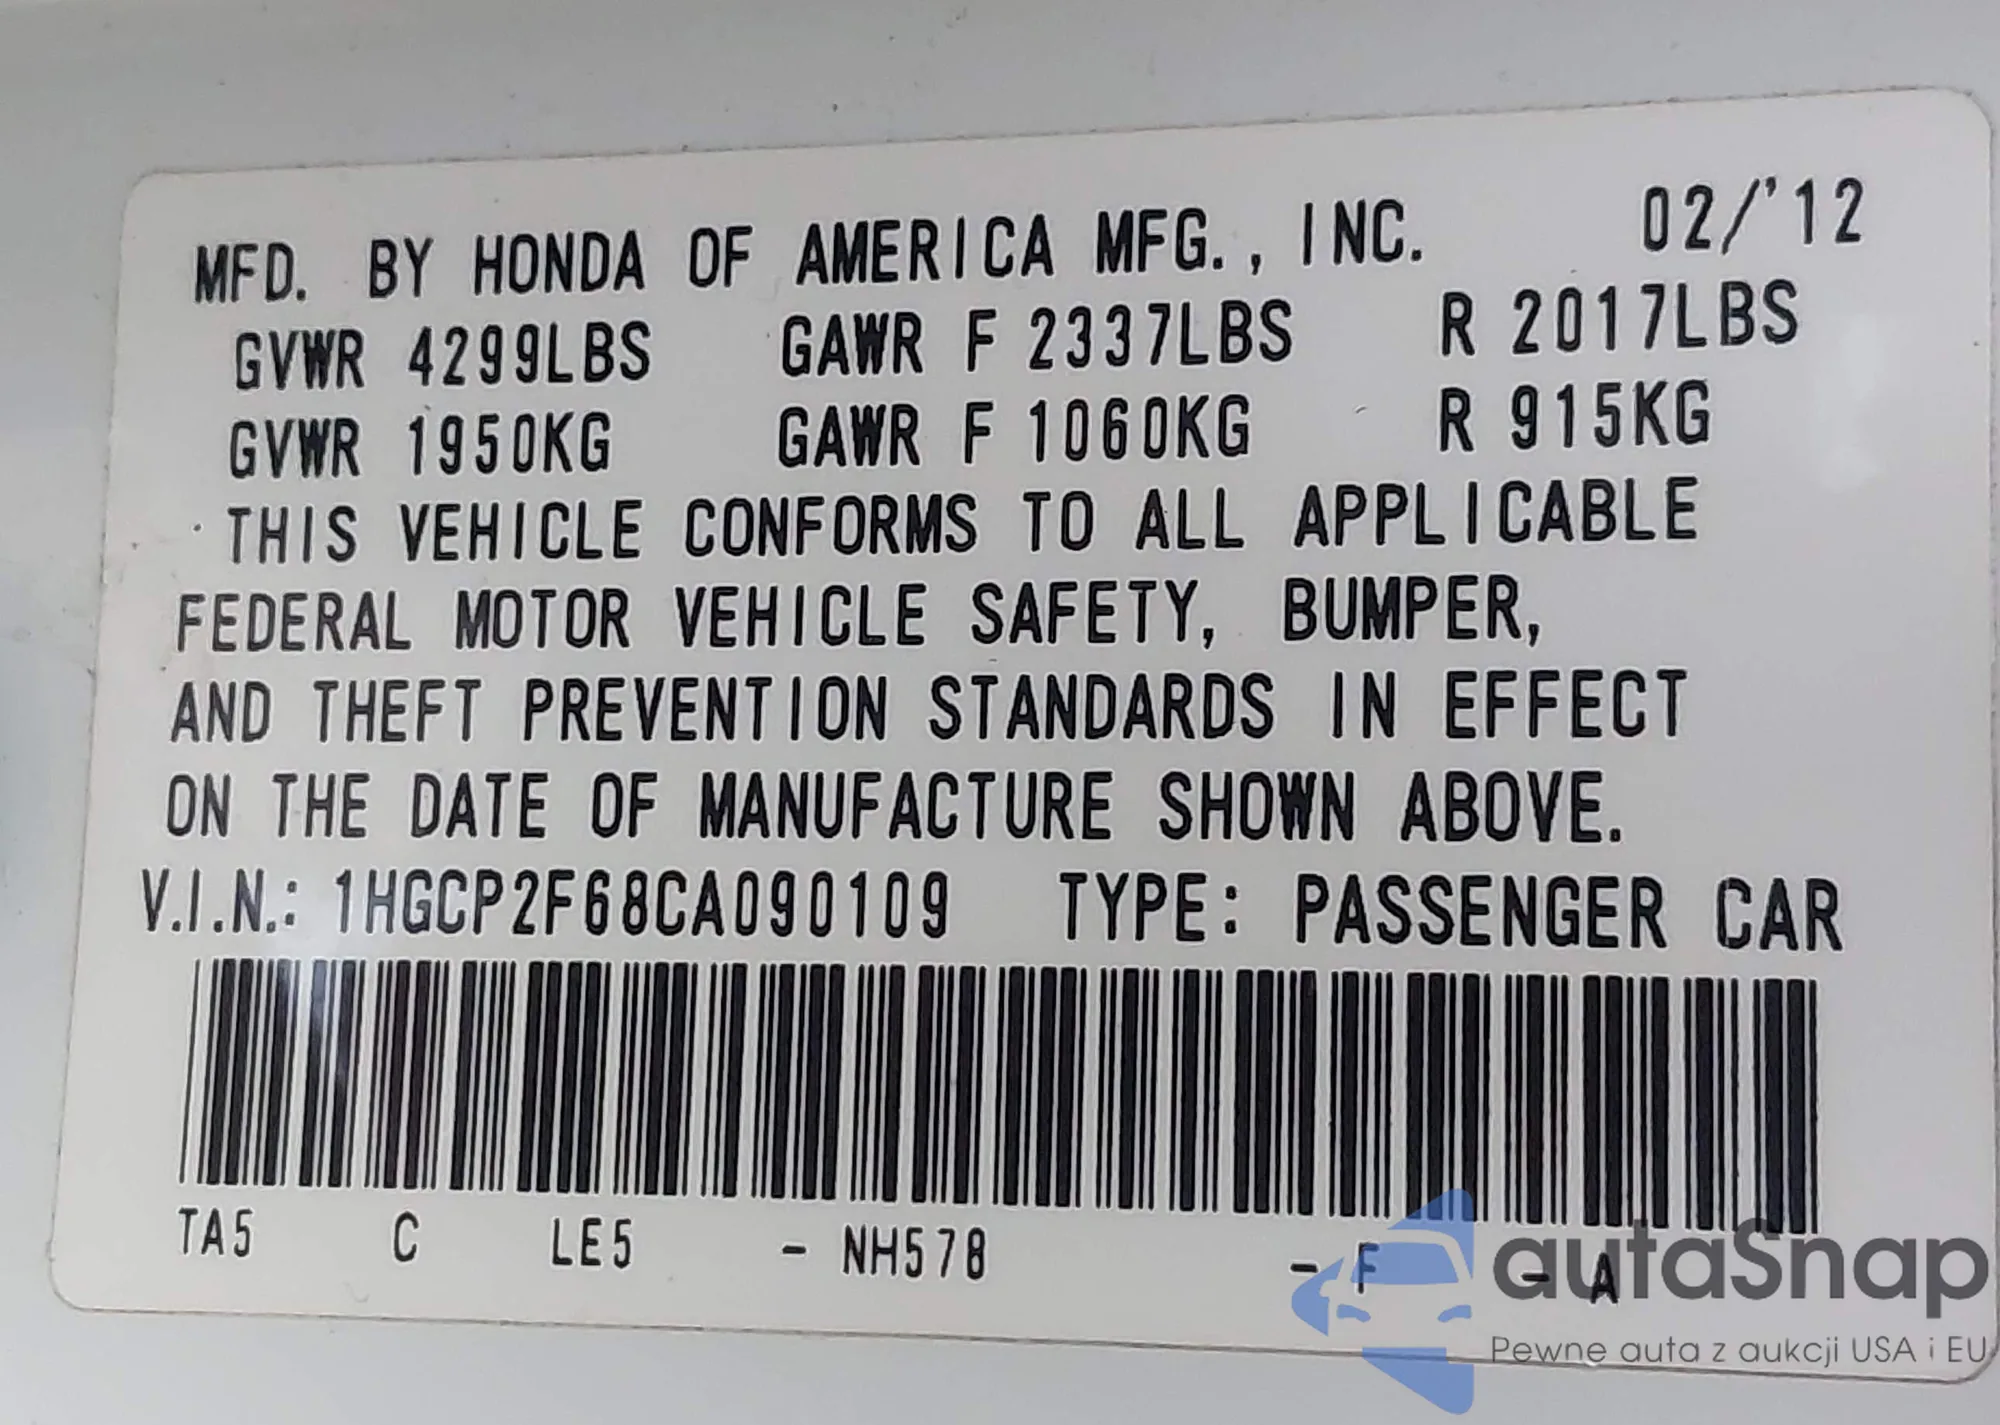 MFD. BY HONDA OF AMERICA MFG., INC. 02/'12
GVWR 4299LBS GAWR F 2337LBS R 2017LBS
GVWR 1950KG GAWR F 1060KG R 915KG
THIS VEHICLE CONFORMS TO ALL APPLICABLE
FEDERAL MOTOR VEHICLE SAFETY, BUMPER,
AND THEFT PREVENTION STANDARDS IN EFFECT
ON THE DATE OF MANUFACTURE SHOWN ABOVE.
V.I.N.: 1HGCP2F68CA090109 TYPE: PASSENGER CAR
TA5 C LE5 - NH578 - F - A
autaSnap
Pewne auta z aukcji USA i EU